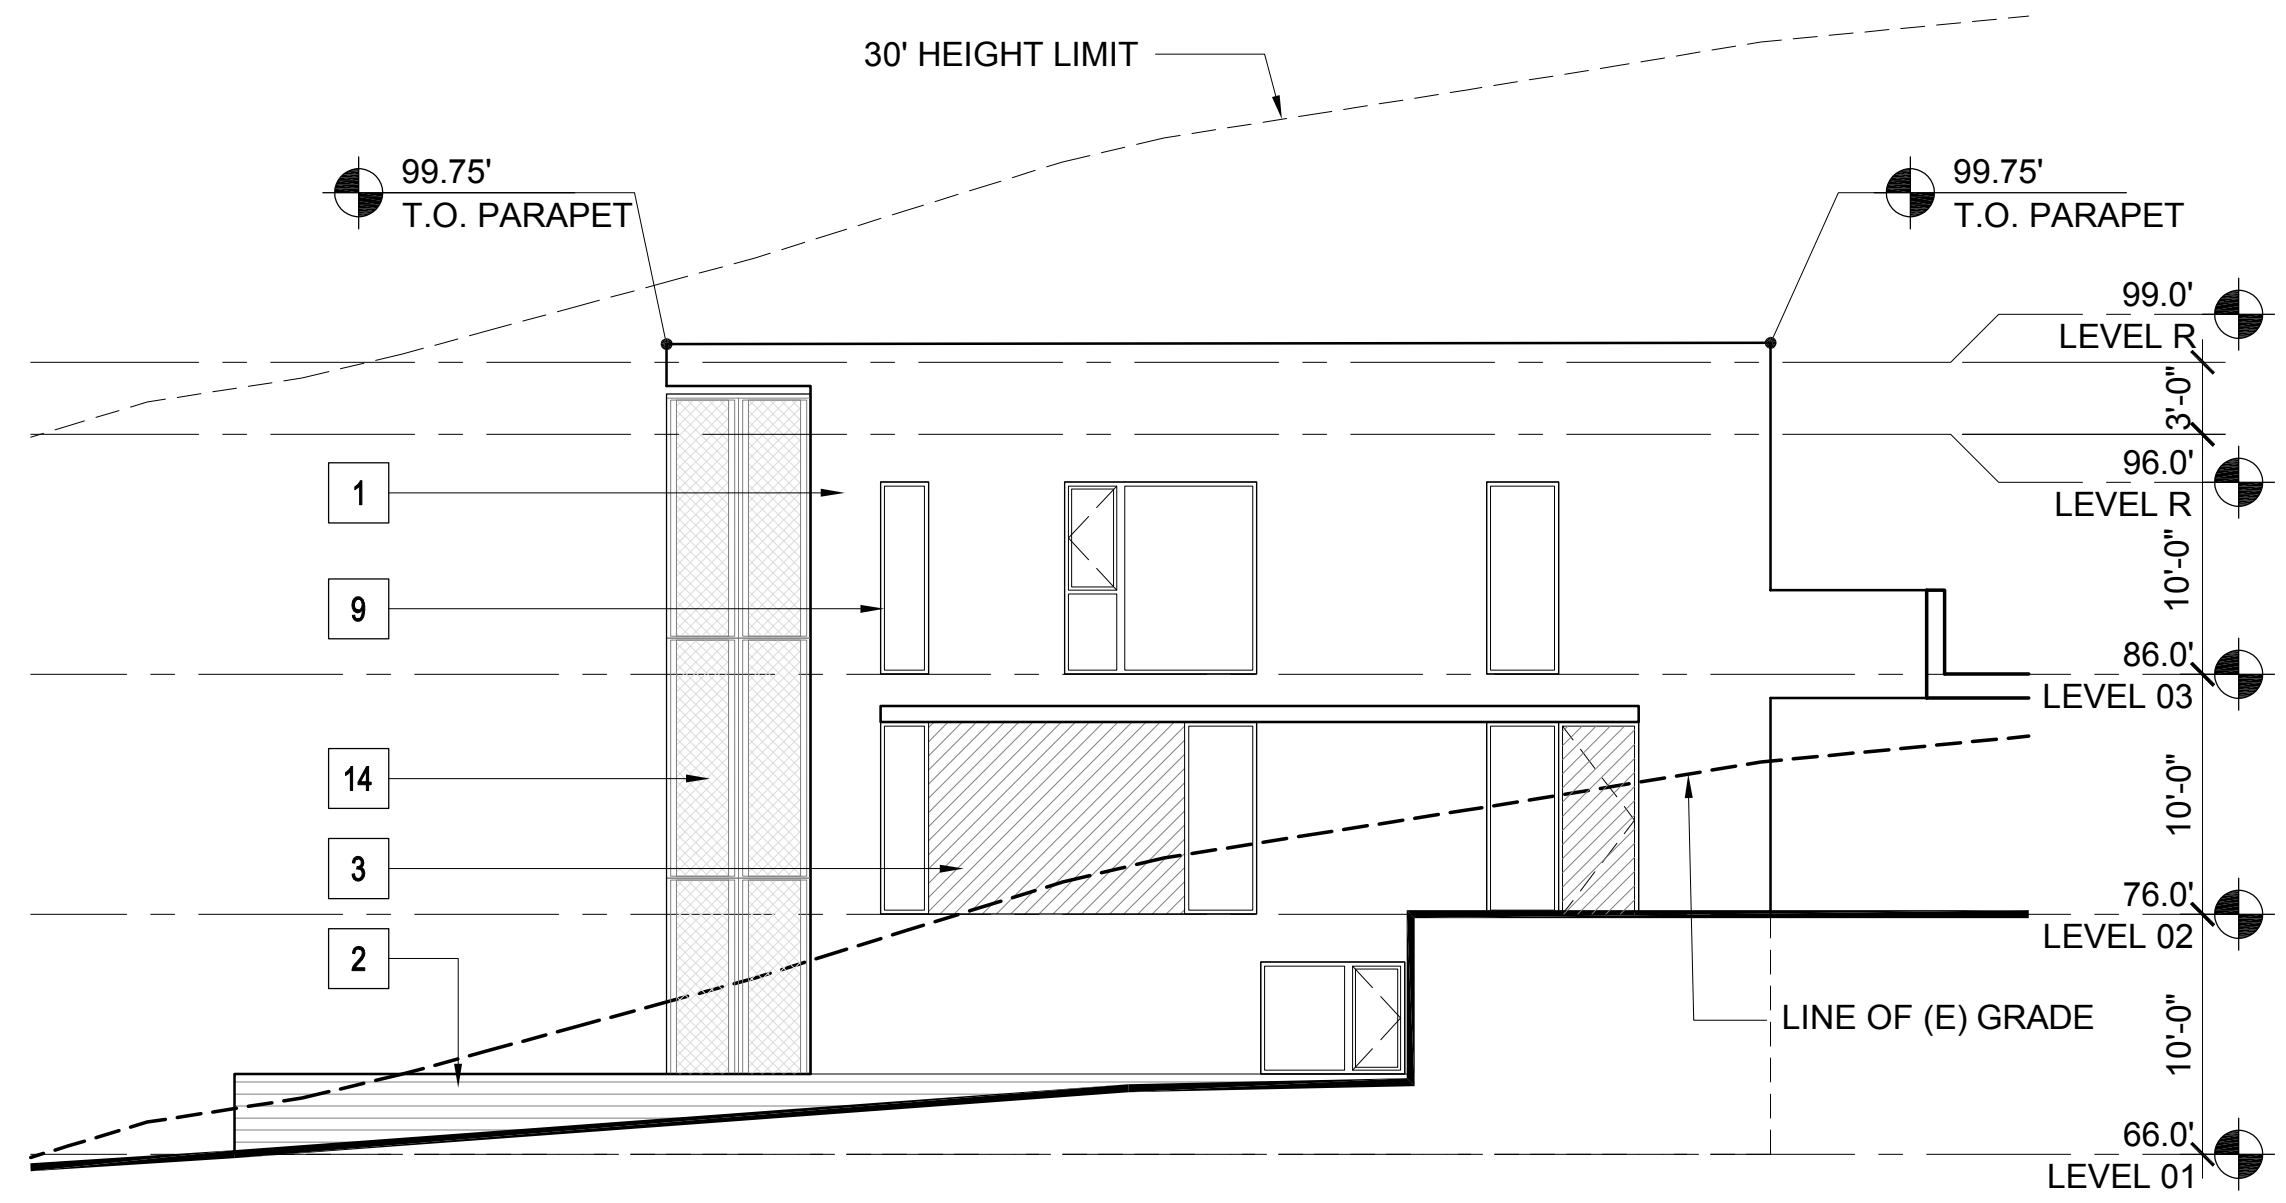 30' HEIGHT LIMIT
99.75'
T.O. PARAPET
99.75'
T.O. PARAPET
99.0'
LEVEL R
3'-0"
1
96.0'
LEVEL R
10'-0"
9
86.0'
LEVEL 03
14
10'-0"
3
76.0'
LEVEL 02
2
LINE OF (E) GRADE
10'-0"
66.0'
LEVEL 01